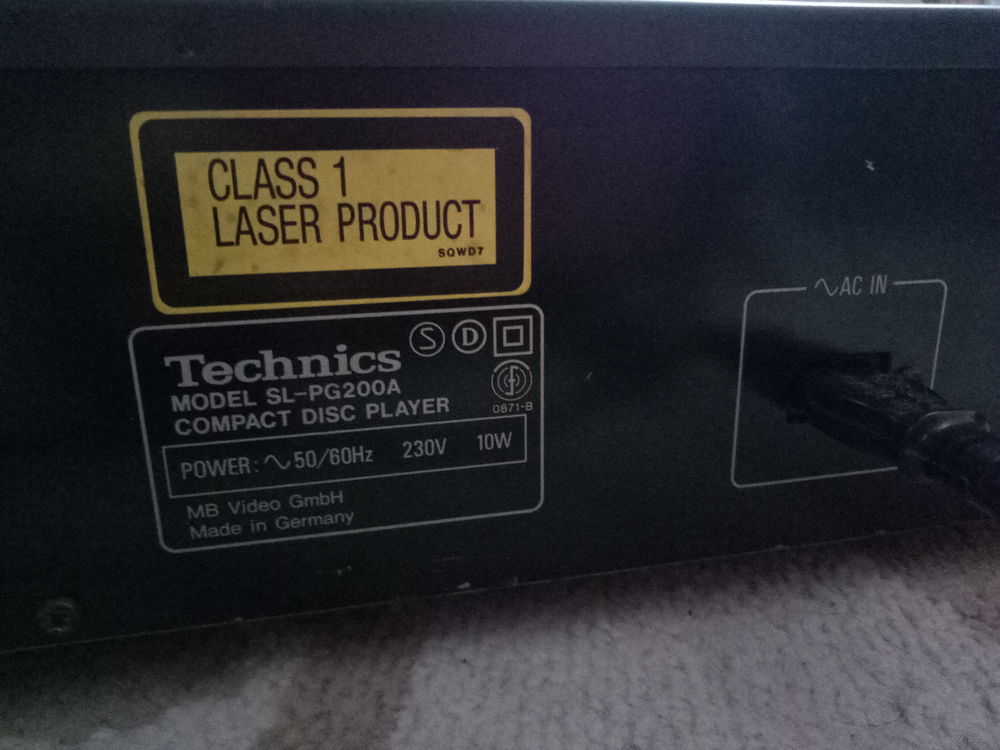 CLASS 1
LASER PRODUCT
SQWD7
Technics S D
MODEL SL-PG200A
COMPACT DISC PLAYER
0871-B
POWER: ∿50/60Hz 230V 10W
MB Video GmbH
Made in Germany
∿AC IN